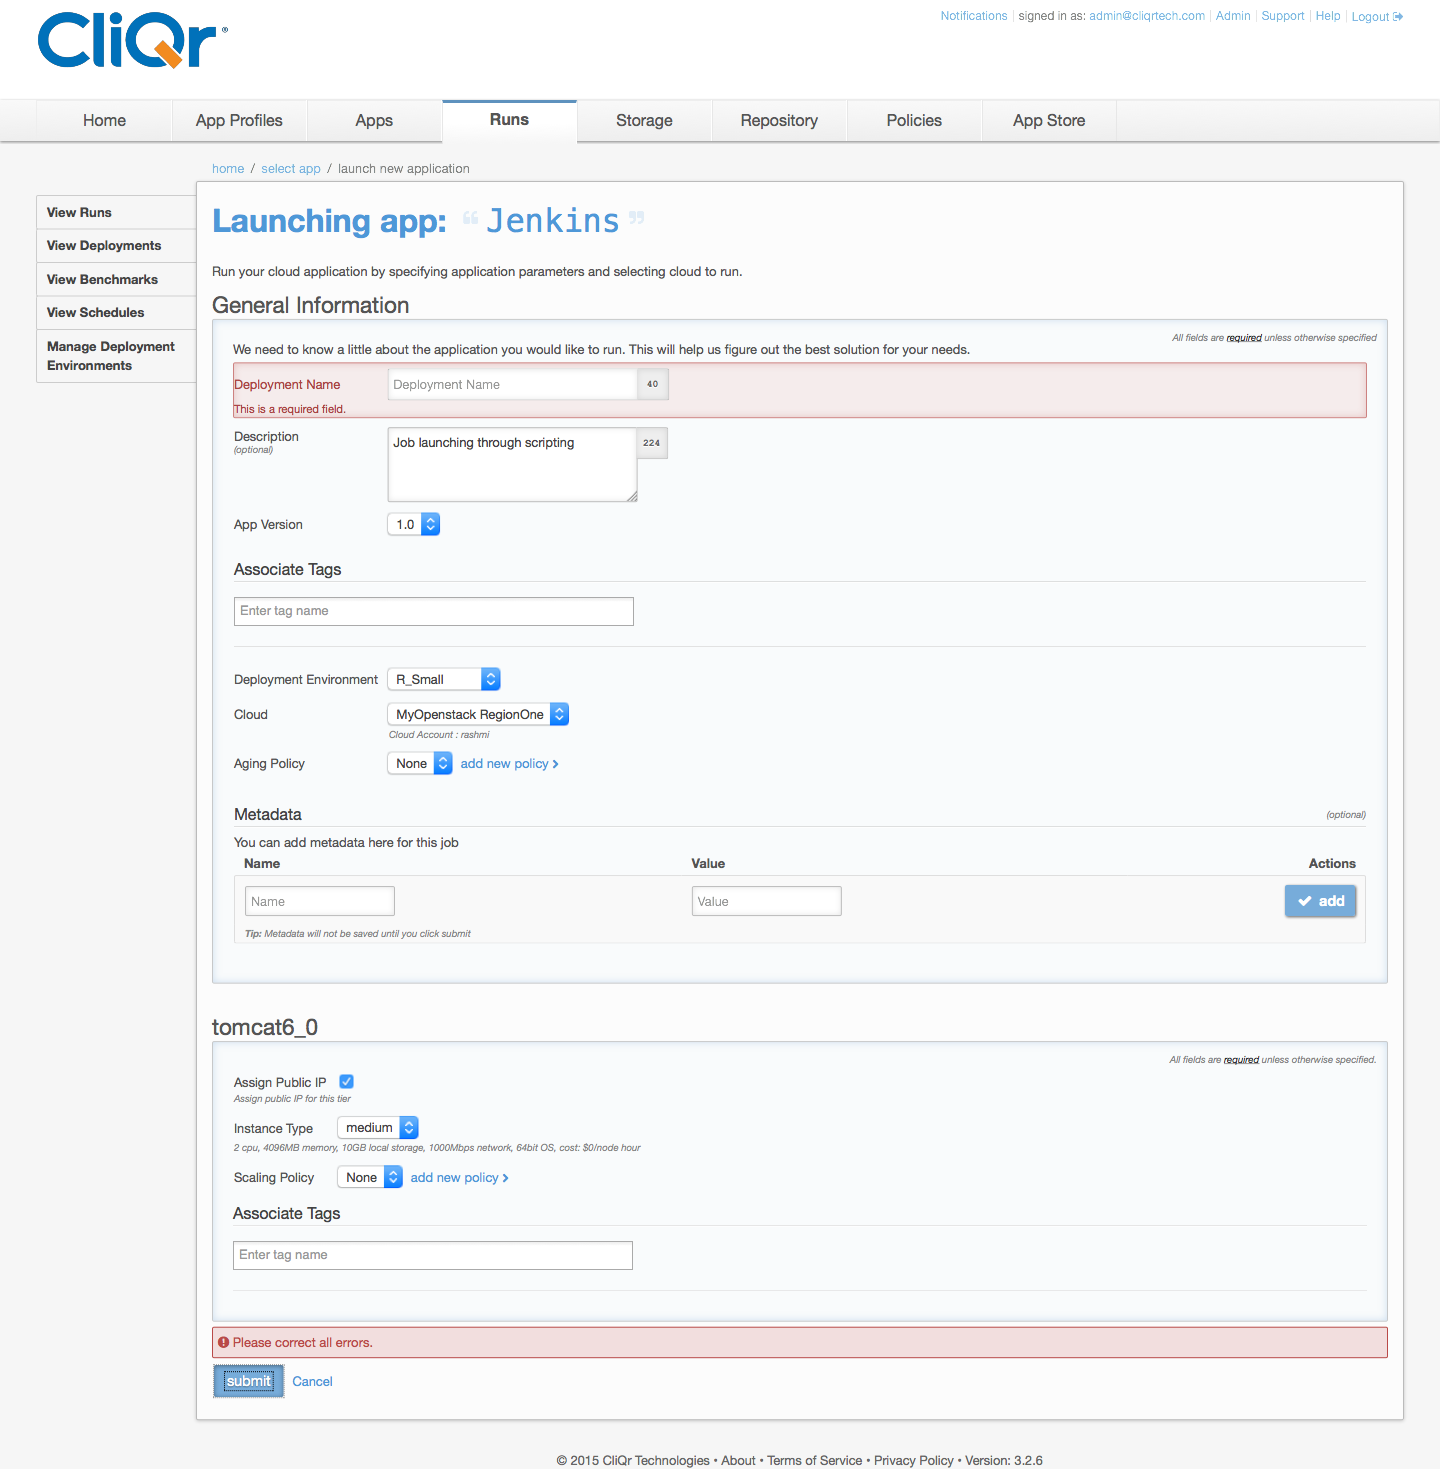 CliQr®
Notifications | signed in as: admin@cliqrtech.com | Admin | Support | Help | Logout
Home App Profiles Apps Runs Storage Repository Policies App Store
home / select app / launch new application
View Runs
View Deployments
View Benchmarks
View Schedules
Manage Deployment
Environments
Launching app: “ Jenkins ”
Run your cloud application by specifying application parameters and selecting cloud to run.
General Information
All fields are required unless otherwise specified
We need to know a little about the application you would like to run. This will help us figure out the best solution for your needs.
Deployment Name Deployment Name 40
This is a required field.
Description Job launching through scripting 224
(optional)
App Version 1.0
Associate Tags
Enter tag name
Deployment Environment R_Small
Cloud MyOpenstack RegionOne
Cloud Account : rashmi
Aging Policy None add new policy
Metadata (optional)
You can add metadata here for this job
Name Value Actions
Name Value add
Tip: Metadata will not be saved until you click submit
tomcat6_0
All fields are required unless otherwise specified.
Assign Public IP
Assign public IP for this tier
Instance Type medium
2 cpu, 4096MB memory, 10GB local storage, 1000Mbps network, 64bit OS, cost: $0/node hour
Scaling Policy None add new policy
Associate Tags
Enter tag name
Please correct all errors.
submit Cancel
© 2015 CliQr Technologies • About • Terms of Service • Privacy Policy • Version: 3.2.6